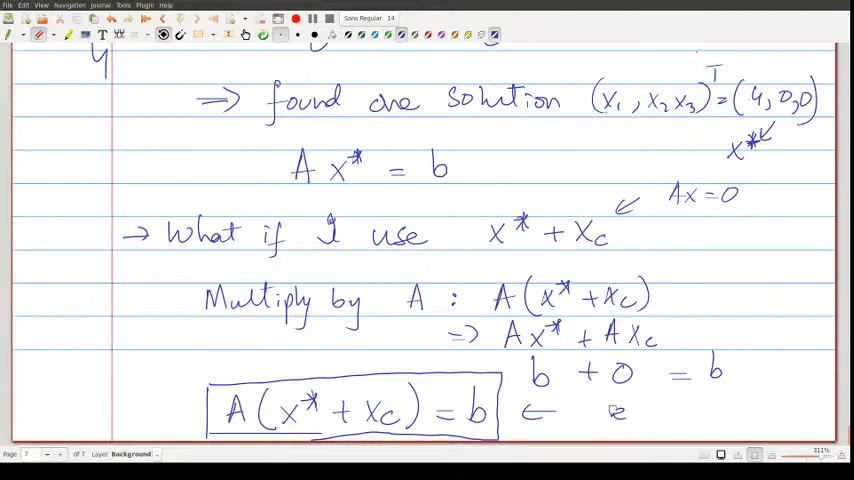 File Edit View Navigation Journal Tools Plugin Help
Sans Regular 14
y
⇒ found one solution (x₁, x₂ x₃)ᵀ = (4, 0,0)
x* ↙
A x* = b
Ax = 0
→ What if I use x* + Xc ↙
Multiply by A : A(x* + Xc)
⇒ Ax* + A Xc
b + 0 = b
A(x* + Xc) = b ←
Page 7 of 7 Layer Background 311%